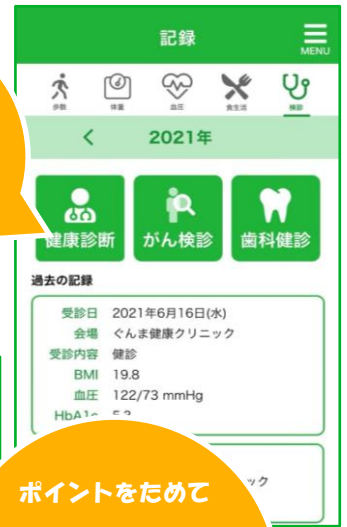 記録
MENU
歩数 体重 血圧 食生活 検診
< 2021年
健康診断 がん検診 歯科健診
過去の記録
受診日 2021年6月16日(水)
会場 ぐんま健康クリニック
受診内容 健診
BMI 19.8
血圧 122/73 mmHg
HbA1c 5.3
ック
ポイントをためて